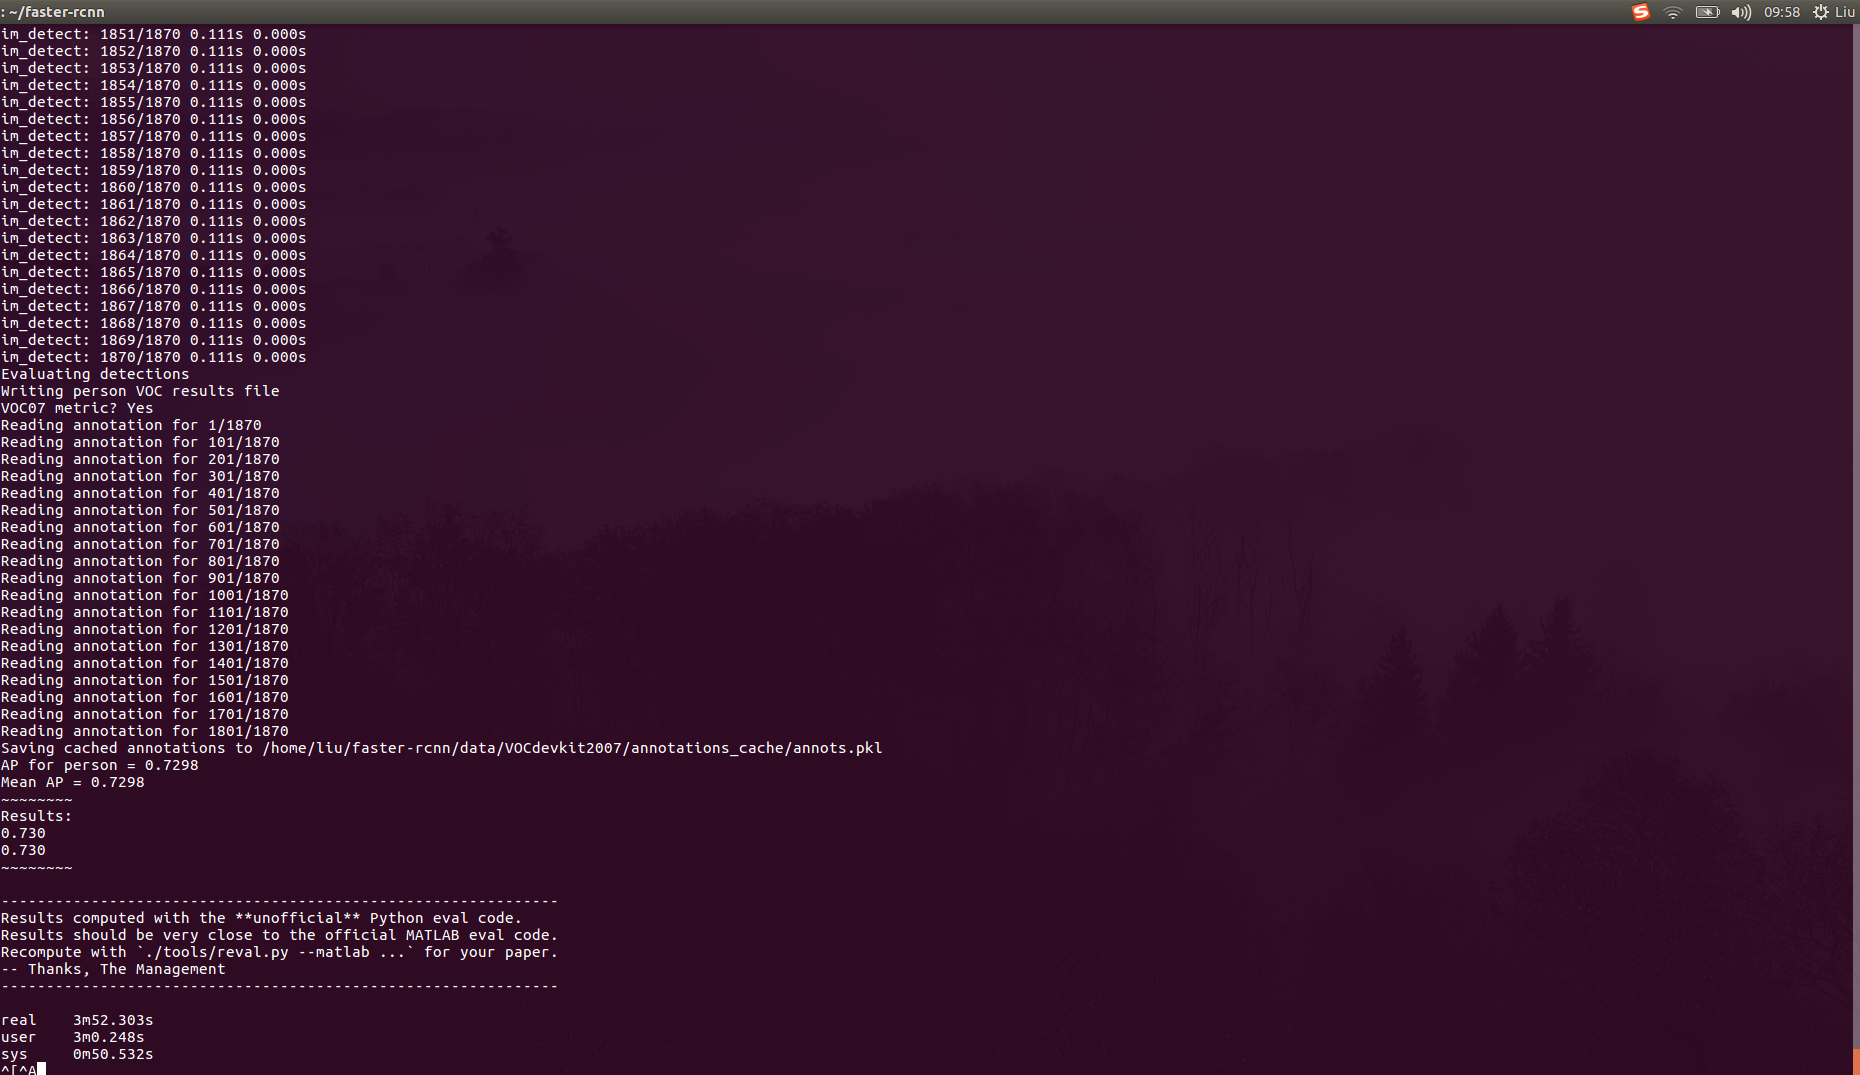 : ~/faster-rcnn
09:58
Liu
im_detect: 1851/1870 0.111s 0.000s
im_detect: 1852/1870 0.111s 0.000s
im_detect: 1853/1870 0.111s 0.000s
im_detect: 1854/1870 0.111s 0.000s
im_detect: 1855/1870 0.111s 0.000s
im_detect: 1856/1870 0.111s 0.000s
im_detect: 1857/1870 0.111s 0.000s
im_detect: 1858/1870 0.111s 0.000s
im_detect: 1859/1870 0.111s 0.000s
im_detect: 1860/1870 0.111s 0.000s
im_detect: 1861/1870 0.111s 0.000s
im_detect: 1862/1870 0.111s 0.000s
im_detect: 1863/1870 0.111s 0.000s
im_detect: 1864/1870 0.111s 0.000s
im_detect: 1865/1870 0.111s 0.000s
im_detect: 1866/1870 0.111s 0.000s
im_detect: 1867/1870 0.111s 0.000s
im_detect: 1868/1870 0.111s 0.000s
im_detect: 1869/1870 0.111s 0.000s
im_detect: 1870/1870 0.111s 0.000s
Evaluating detections
Writing person VOC results file
VOC07 metric? Yes
Reading annotation for 1/1870
Reading annotation for 101/1870
Reading annotation for 201/1870
Reading annotation for 301/1870
Reading annotation for 401/1870
Reading annotation for 501/1870
Reading annotation for 601/1870
Reading annotation for 701/1870
Reading annotation for 801/1870
Reading annotation for 901/1870
Reading annotation for 1001/1870
Reading annotation for 1101/1870
Reading annotation for 1201/1870
Reading annotation for 1301/1870
Reading annotation for 1401/1870
Reading annotation for 1501/1870
Reading annotation for 1601/1870
Reading annotation for 1701/1870
Reading annotation for 1801/1870
Saving cached annotations to /home/liu/faster-rcnn/data/VOCdevkit2007/annotations_cache/annots.pkl
AP for person = 0.7298
Mean AP = 0.7298
~~~~~~~~
Results:
0.730
0.730
~~~~~~~~
--------------------------------------------------------------
Results computed with the **unofficial** Python eval code.
Results should be very close to the official MATLAB eval code.
Recompute with `./tools/reval.py --matlab ...` for your paper.
-- Thanks, The Management
--------------------------------------------------------------
real 3m52.303s
user 3m0.248s
sys 0m50.532s
^[^A